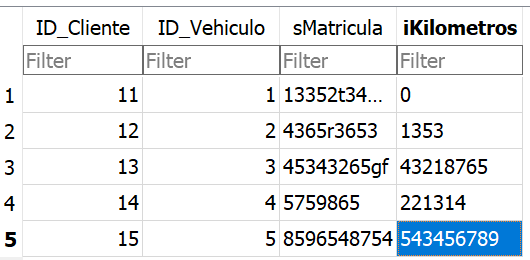 ID_Cliente ID_Vehiculo sMatricula iKilometros
Filter Filter Filter Filter
1 11 1 13352t34... 0
2 12 2 4365r3653 1353
3 13 3 45343265gf 43218765
4 14 4 5759865 221314
5 15 5 8596548754 543456789